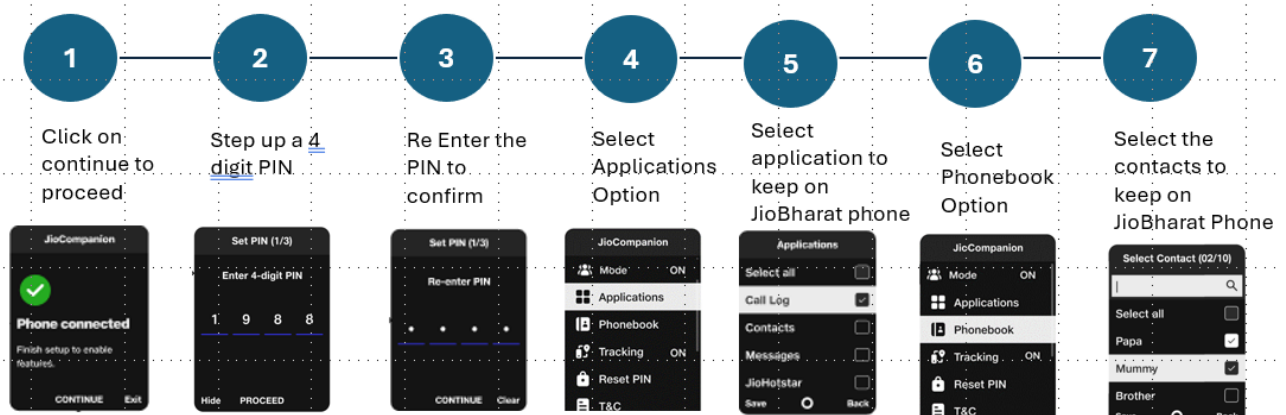 1
2
3
4
5
6
7
Click on
continue to
proceed
Step up a 4
digit PIN
Re Enter the
PIN to
confirm
Select
Applications
Option
Select
application to
keep on
JioBharat phone
Select
Phonebook
Option
Select the
contacts to
keep on
JioBharat Phone
JioCompanion
Phone connected
Finish setup to enable
features.
CONTINUE Exit
Set PIN (1/3)
Enter 4-digit PIN
1 9 8 8
Hide PROCEED
Set PIN (1/3)
Re-enter PIN
CONTINUE Clear
JioCompanion
Mode ON
Applications
Phonebook
Tracking ON
Reset PIN
T&C
Applications
Select all
Call Log
Contacts
Messages
JioHotstar
Save Back
JioCompanion
Mode ON
Applications
Phonebook
Tracking ON
Reset PIN
T&C
Select Contact (02/10)
Select all
Papa
Mummy
Brother